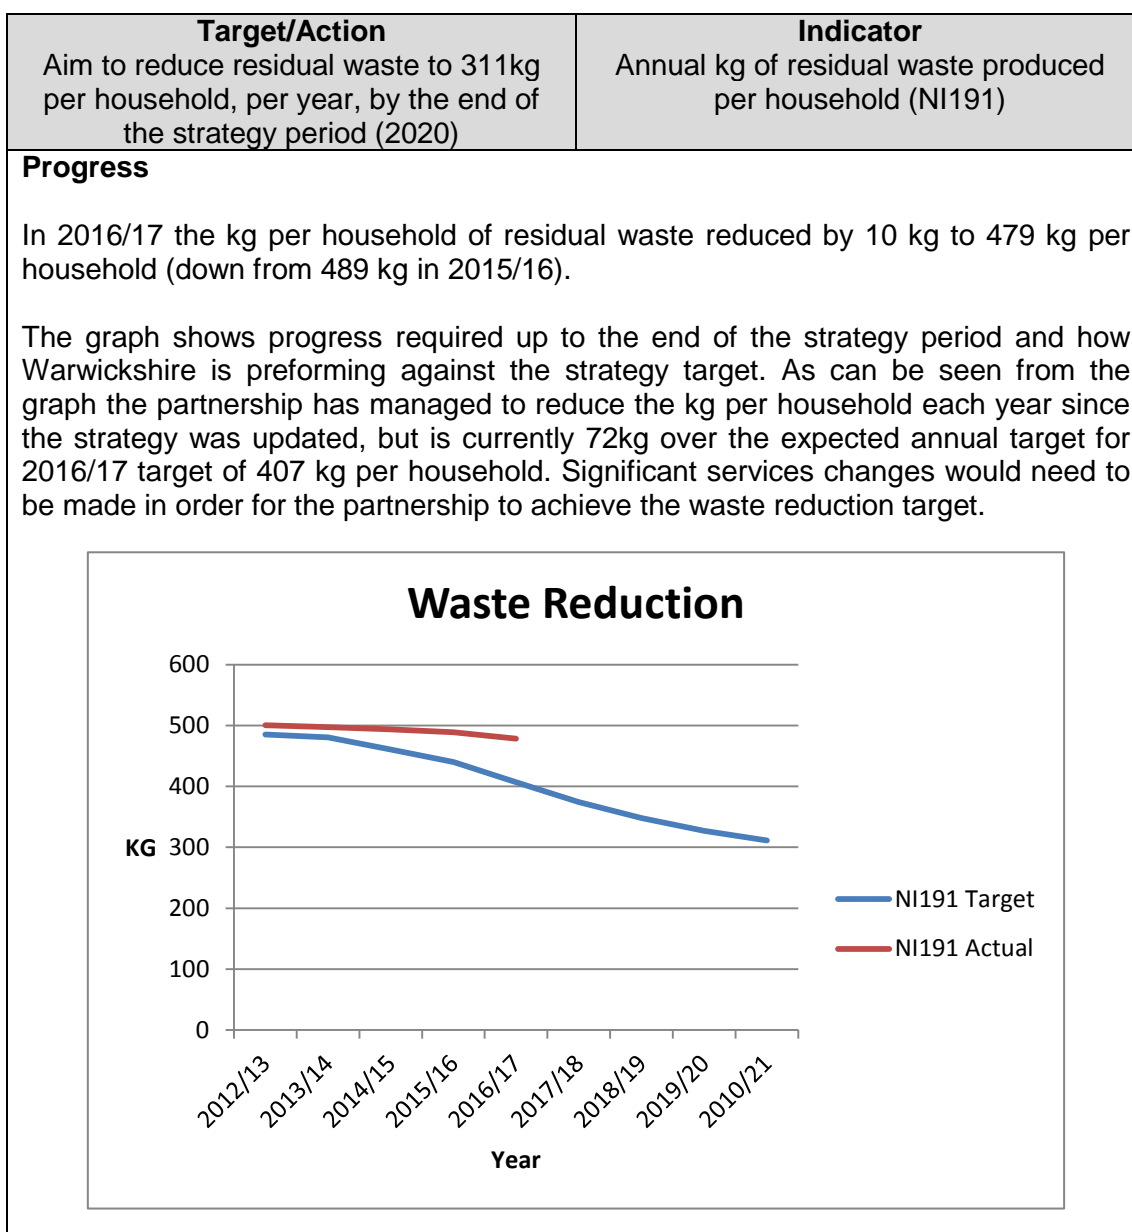 Target/Action
Aim to reduce residual waste to 311kg
per household, per year, by the end of
the strategy period (2020)
Indicator
Annual kg of residual waste produced
per household (NI191)
Progress
In 2016/17 the kg per household of residual waste reduced by 10 kg to 479 kg per
household (down from 489 kg in 2015/16).
The graph shows progress required up to the end of the strategy period and how
Warwickshire is preforming against the strategy target. As can be seen from the
graph the partnership has managed to reduce the kg per household each year since
the strategy was updated, but is currently 72kg over the expected annual target for
2016/17 target of 407 kg per household. Significant services changes would need to
be made in order for the partnership to achieve the waste reduction target.
Waste Reduction
600
500
400
KG 300
200
100
0
2012/13
2013/14
2014/15
2015/16
2016/17
2017/18
2018/19
2019/20
2010/21
Year
NI191 Target
NI191 Actual